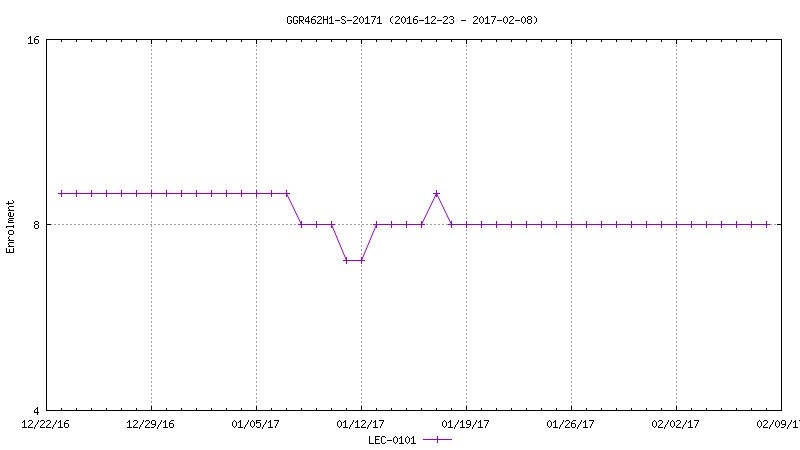 GGR462H1-S-20171 (2016-12-23 - 2017-02-08)
16
8
4
Enrolment
12/22/16 12/29/16 01/05/17 01/12/17 01/19/17 01/26/17 02/02/17 02/09/1
LEC-0101